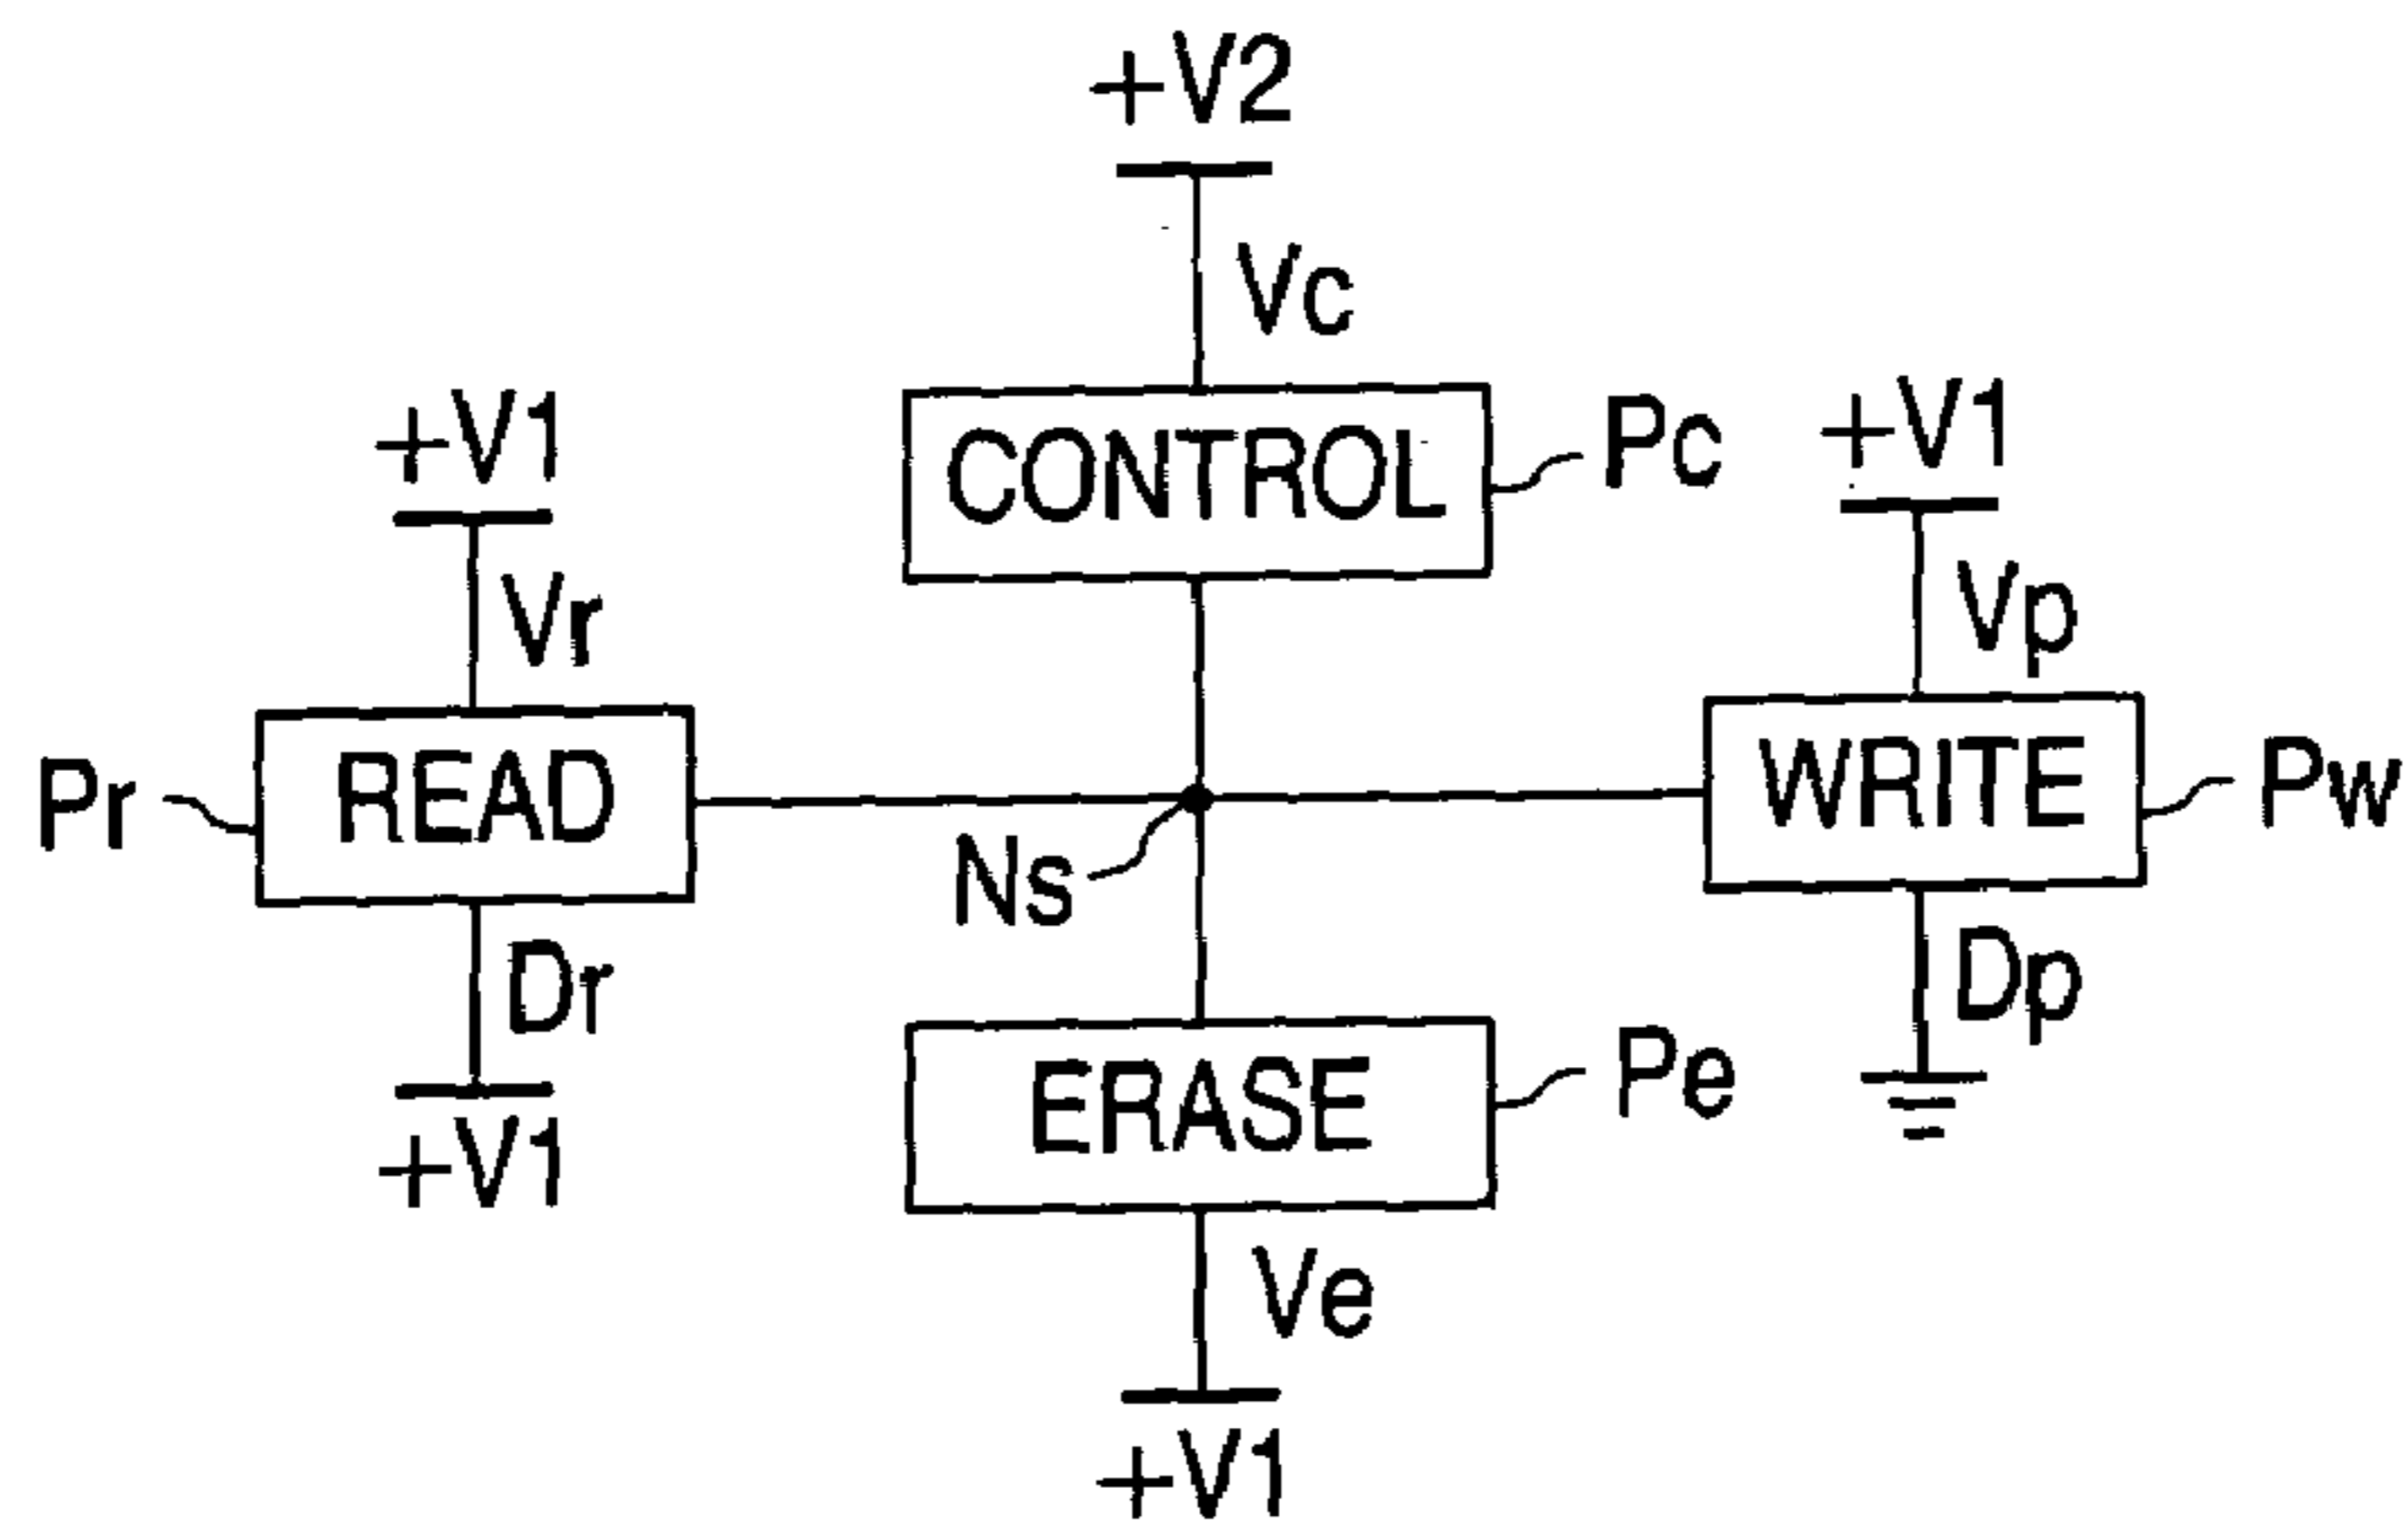 +V2
Vc
+V1
CONTROL
Pc
+V1
Vr
Vp
Pr
READ
WRITE
Pw
Ns
Dr
Dp
+V1
ERASE
Pe
Ve
+V1